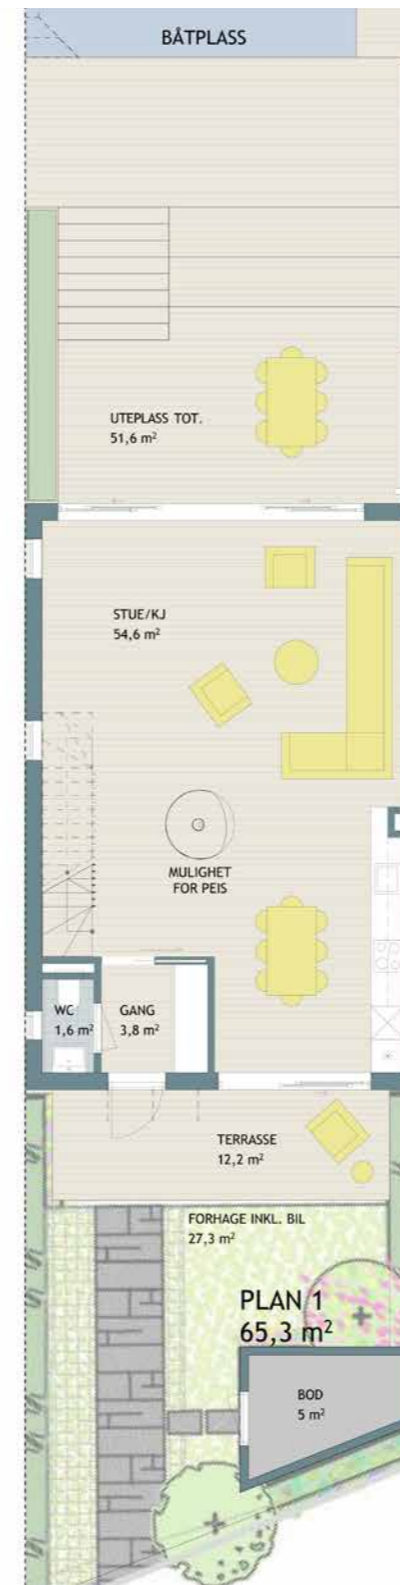 BÅTPLASS
UTEPLASS TOT.
51,6 m²
STUE/KJ
54,6 m²
MULIGHET
FOR PEIS
WC
1,6 m²
GANG
3,8 m²
TERRASSE
12,2 m²
FORHAGE INKL. BIL
27,3 m²
PLAN 1
65,3 m²
BOD
5 m²